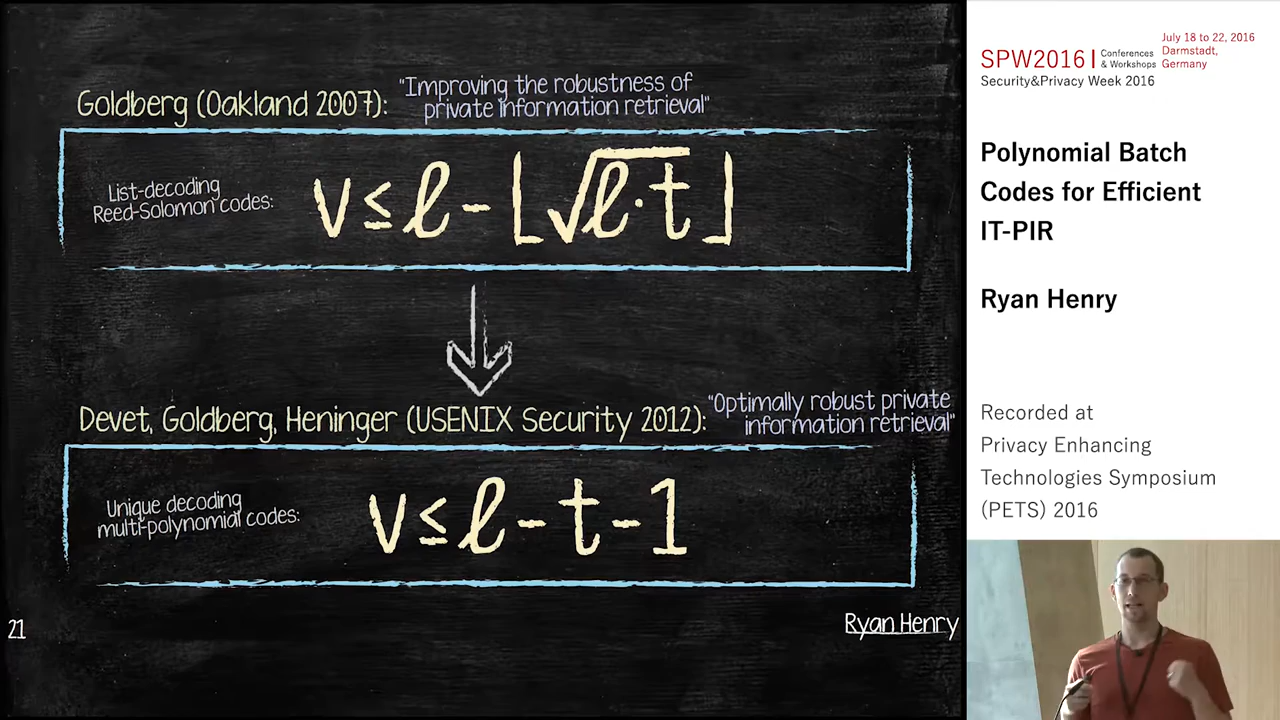 Goldberg (Oakland 2007):
"Improving the robustness of
private information retrieval"
List-decoding
Reed-Solomon codes:
v ≤ ℓ - ⌊√ℓ·t⌋
Devet, Goldberg, Heninger (USENIX Security 2012):
"Optimally robust private
information retrieval"
Unique decoding
multi-polynomial codes:
v ≤ ℓ - t - 1
21
Ryan Henry
SPW2016 | Conferences & Workshops
July 18 to 22, 2016
Darmstadt,
Germany
Security&Privacy Week 2016
Polynomial Batch
Codes for Efficient
IT-PIR
Ryan Henry
Recorded at
Privacy Enhancing
Technologies Symposium
(PETS) 2016